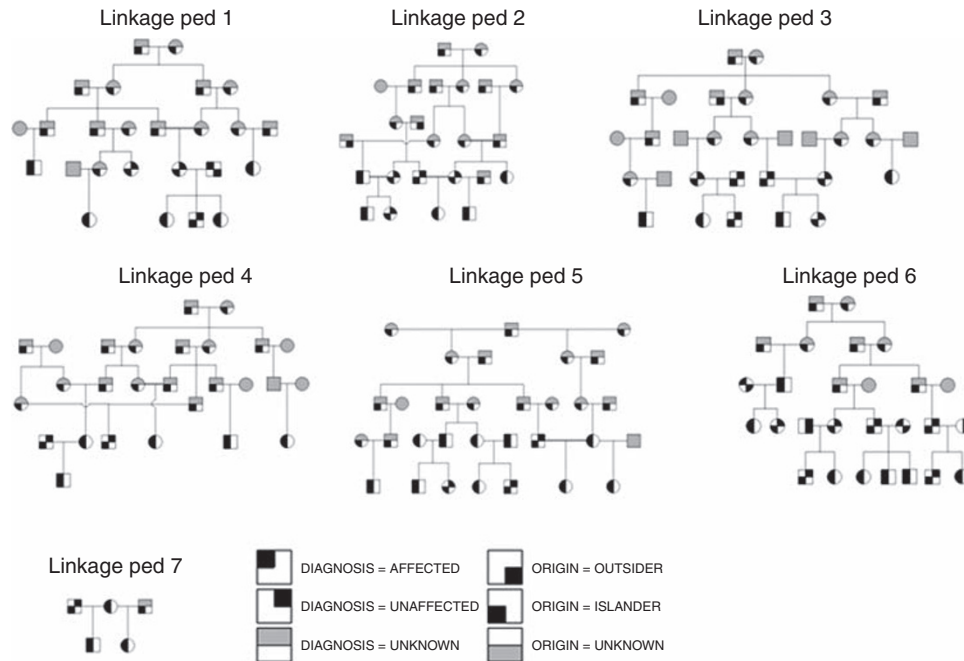 Linkage ped 1
Linkage ped 2
Linkage ped 3
Linkage ped 4
Linkage ped 5
Linkage ped 6
Linkage ped 7
DIAGNOSIS = AFFECTED
ORIGIN = OUTSIDER
DIAGNOSIS = UNAFFECTED
ORIGIN = ISLANDER
DIAGNOSIS = UNKNOWN
ORIGIN = UNKNOWN